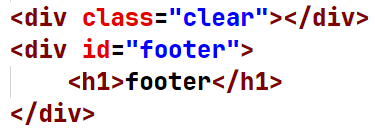 <div class="clear"></div>
<div id="footer">
    <h1>footer</h1>
</div>